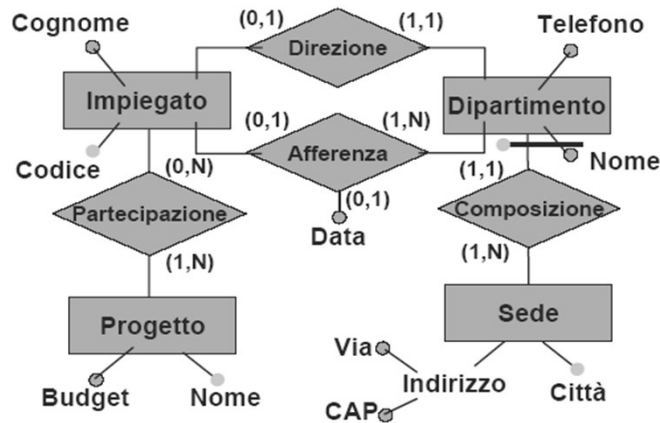 Cognome
(0,1)
(1,1)
Telefono
Direzione
Impiegato
Dipartimento
(0,1)
(1,N)
Afferenza
Codice
Nome
(0,N)
(0,1)
(1,1)
Partecipazione
Composizione
Data
(1,N)
(1,N)
Progetto
Sede
Via
Indirizzo
Budget
Nome
Città
CAP